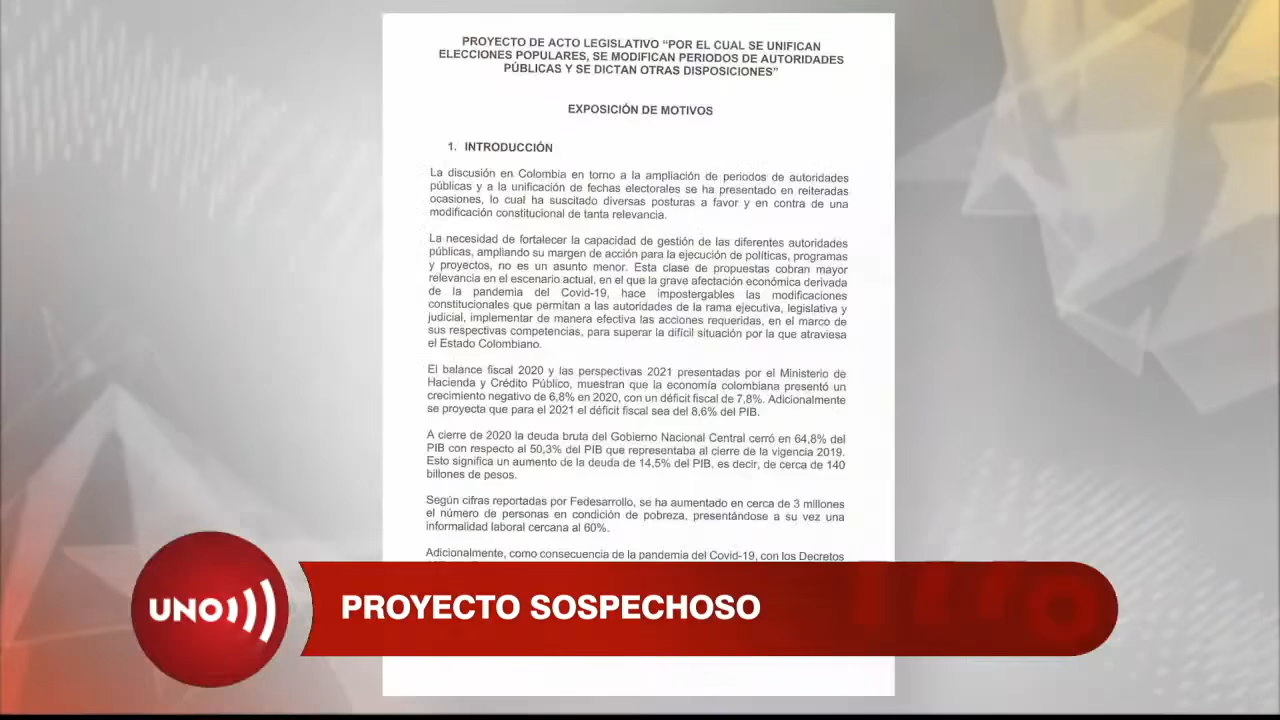 PROYECTO DE ACTO LEGISLATIVO “POR EL CUAL SE UNIFICAN
ELECCIONES POPULARES, SE MODIFICAN PERIODOS DE AUTORIDADES
PÚBLICAS Y SE DICTAN OTRAS DISPOSICIONES”
EXPOSICIÓN DE MOTIVOS
1. INTRODUCCIÓN
La discusión en Colombia en torno a la ampliación de periodos de autoridades
públicas y a la unificación de fechas electorales se ha presentado en reiteradas
ocasiones, lo cual ha suscitado diversas posturas a favor y en contra de una
modificación constitucional de tanta relevancia.
La necesidad de fortalecer la capacidad de gestión de las diferentes autoridades
públicas, ampliando su margen de acción para la ejecución de políticas, programas
y proyectos, no es un asunto menor. Esta clase de propuestas cobran mayor
relevancia en el escenario actual, en el que la grave afectación económica derivada
de la pandemia del Covid-19, hace impostergables las modificaciones
constitucionales que permitan a las autoridades de la rama ejecutiva, legislativa y
judicial, implementar de manera efectiva las acciones requeridas, en el marco de
sus respectivas competencias, para superar la difícil situación por la que atraviesa
el Estado Colombiano.
El balance fiscal 2020 y las perspectivas 2021 presentadas por el Ministerio de
Hacienda y Crédito Público, muestran que la economía colombiana presentó un
crecimiento negativo de 6,8% en 2020, con un déficit fiscal de 7,8%. Adicionalmente
se proyecta que para el 2021 el déficit fiscal sea del 8,6% del PIB.
A cierre de 2020 la deuda bruta del Gobierno Nacional Central cerró en 64,8% del
PIB con respecto al 50,3% del PIB que representaba al cierre de la vigencia 2019.
Esto significa un aumento de la deuda de 14,5% del PIB, es decir, de cerca de 140
billones de pesos.
Según cifras reportadas por Fedesarrollo, se ha aumentado en cerca de 3 millones
el número de personas en condición de pobreza, presentándose a su vez una
informalidad laboral cercana al 60%.
Adicionalmente, como consecuencia de la pandemia del Covid-19, con los Decretos
UNO
PROYECTO SOSPECHOSO